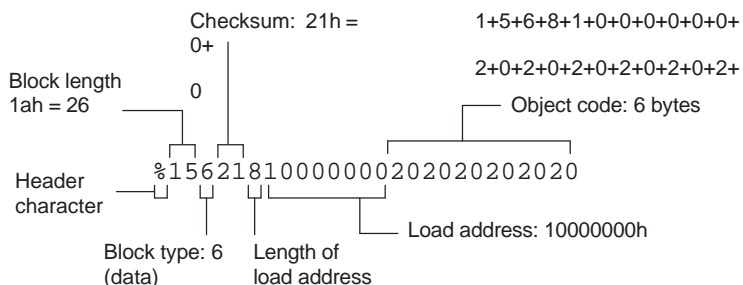 Checksum: 21h = 1+5+6+8+1+0+0+0+0+0+
0+
2+0+2+0+2+0+2+0+2+0+2+
0
Block length
1ah = 26
Object code: 6 bytes
%15621810000000202020202020
Header
character
Load address: 10000000h
Block type: 6
(data)
Length of
load address